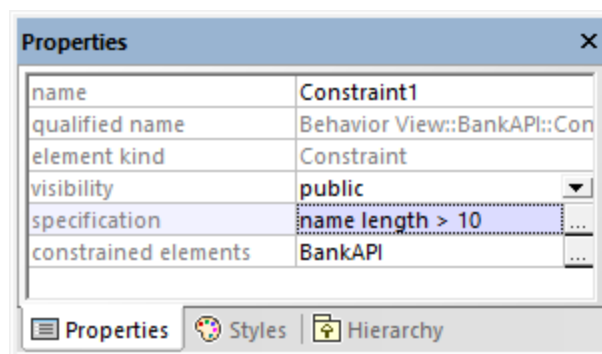 Properties
name Constraint1
qualified name Behavior View::BankAPI::Con
element kind Constraint
visibility public
specification name length > 10 ...
constrained elements BankAPI ...
Properties Styles Hierarchy